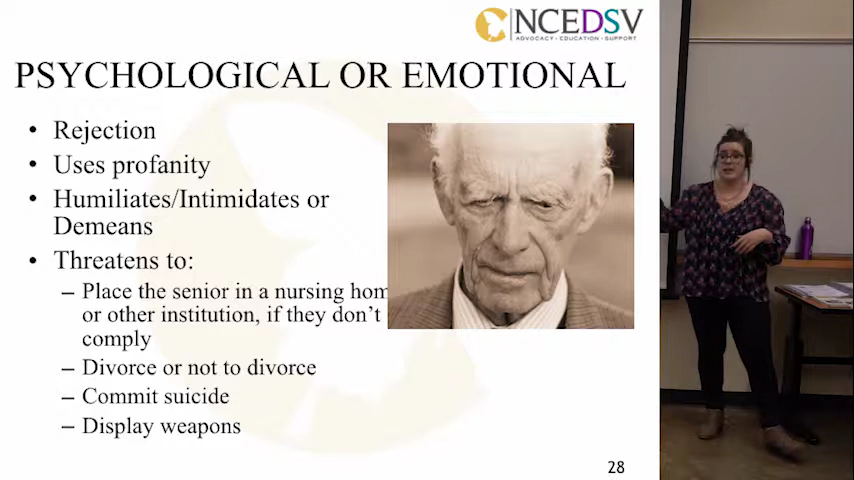 NCEDSV
ADVOCACY • EDUCATION • SUPPORT
PSYCHOLOGICAL OR EMOTIONAL
• Rejection
• Uses profanity
• Humiliates/Intimidates or
Demeans
• Threatens to:
– Place the senior in a nursing hom
or other institution, if they don't
comply
– Divorce or not to divorce
– Commit suicide
– Display weapons
28